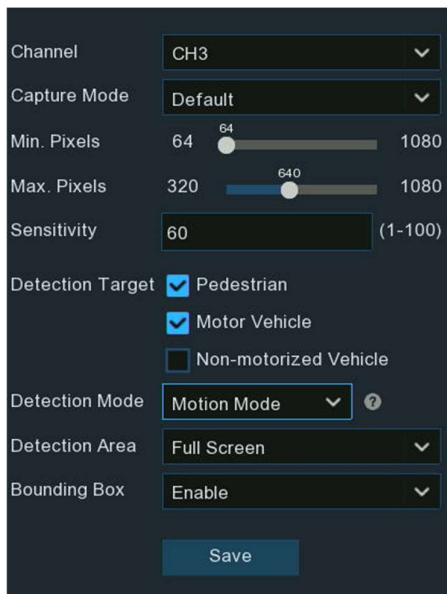 Channel CH3
Capture Mode Default
64
Min. Pixels 64 1080
640
Max. Pixels 320 1080
Sensitivity 60 (1-100)
Detection Target Pedestrian
Motor Vehicle
Non-motorized Vehicle
Detection Mode Motion Mode ?
Detection Area Full Screen
Bounding Box Enable
Save